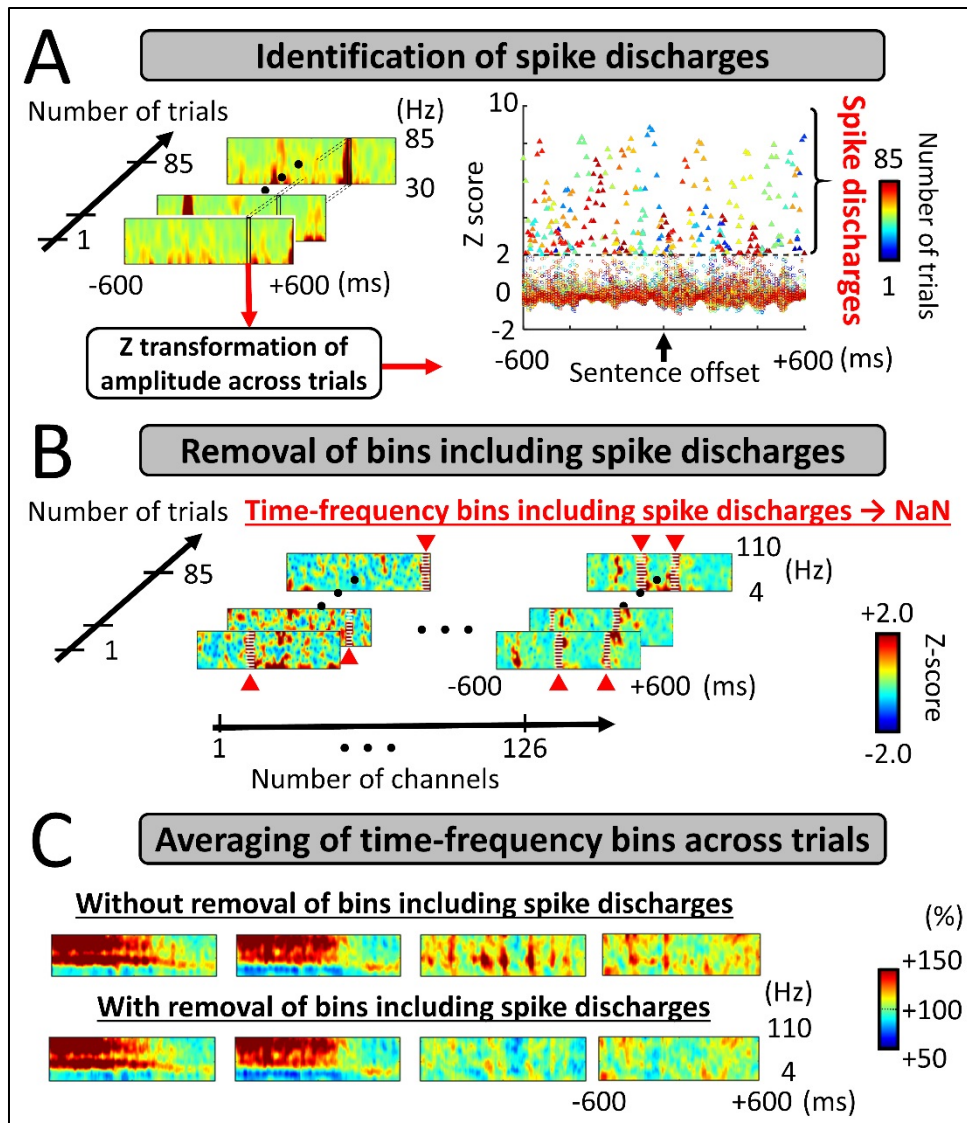 A
Identification of spike discharges
Number of trials
85
1
(Hz)
85
30
-600
+600 (ms)
Z transformation of
amplitude across trials
Z score
10
2
0
-2
-600
+600 (ms)
Sentence offset
Spike discharges
Number of trials
85
1
B
Removal of bins including spike discharges
Number of trials
85
1
Time-frequency bins including spike discharges → NaN
110
(Hz)
4
-600
+600 (ms)
1
126
Number of channels
+2.0
Z-score
-2.0
C
Averaging of time-frequency bins across trials
Without removal of bins including spike discharges
With removal of bins including spike discharges
(Hz)
110
4
-600
+600 (ms)
(%)
+150
+100
+50